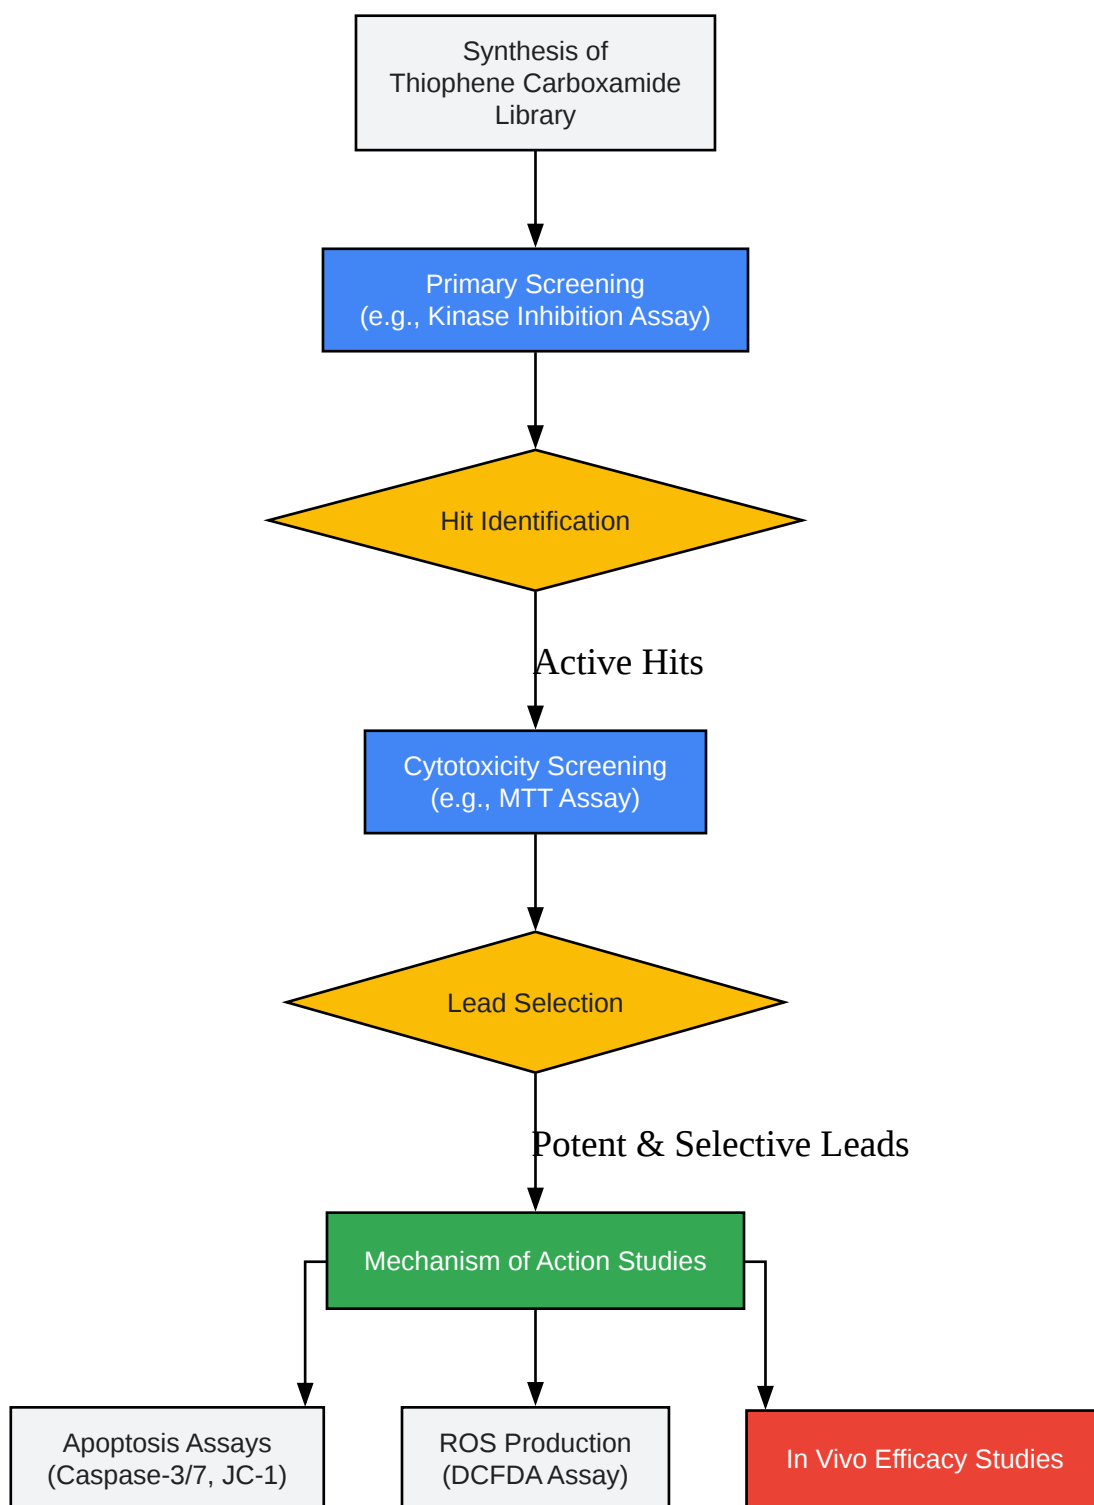 Synthesis of
Thiophene Carboxamide
Library
Primary Screening
(e.g., Kinase Inhibition Assay)
Hit Identification
Active Hits
Cytotoxicity Screening
(e.g., MTT Assay)
Lead Selection
Potent & Selective Leads
Mechanism of Action Studies
Apoptosis Assays
(Caspase-3/7, JC-1)
ROS Production
(DCFDA Assay)
In Vivo Efficacy Studies